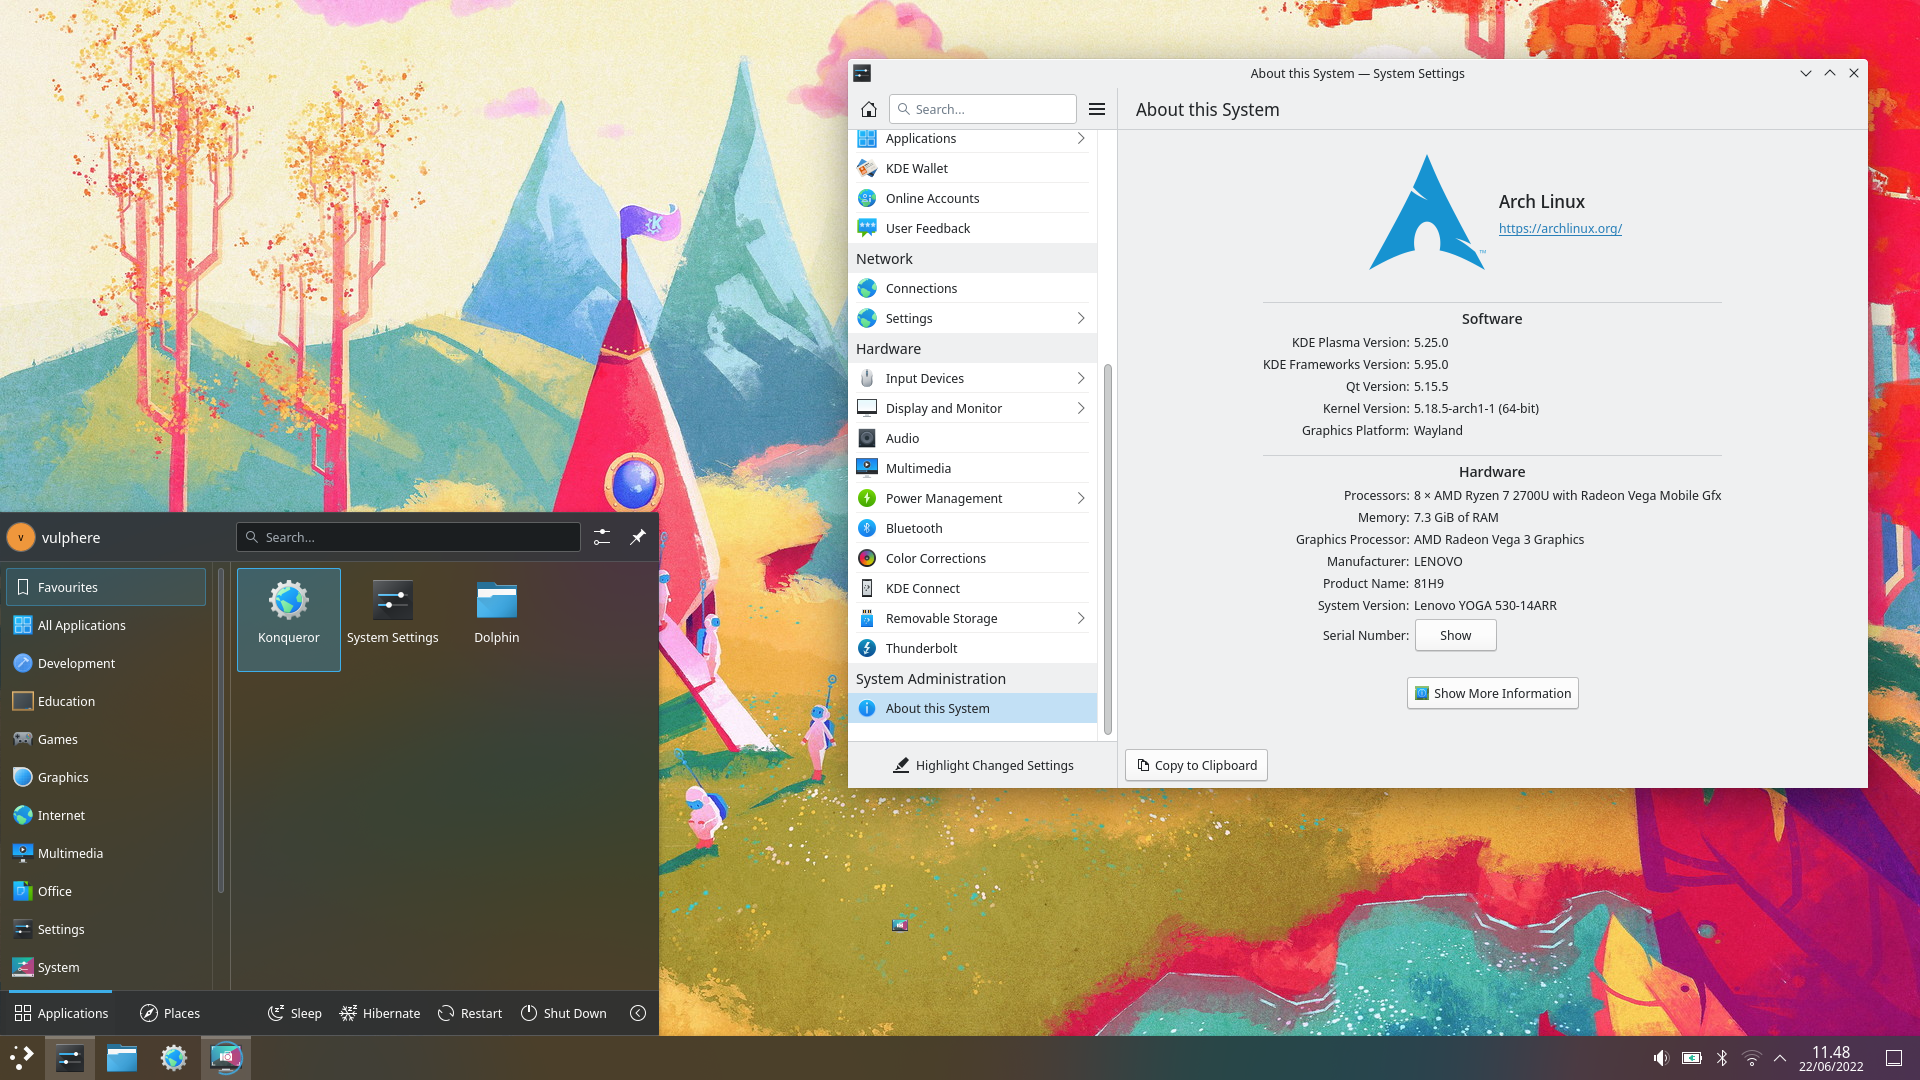 About this System — System Settings
Search...
About this System
Applications
KDE Wallet
Online Accounts
User Feedback
Network
Connections
Settings
Hardware
Input Devices
Display and Monitor
Audio
Multimedia
Power Management
Bluetooth
Color Corrections
KDE Connect
Removable Storage
Thunderbolt
System Administration
About this System
Highlight Changed Settings
Arch Linux
https://archlinux.org/
Software
KDE Plasma Version: 5.25.0
KDE Frameworks Version: 5.95.0
Qt Version: 5.15.5
Kernel Version: 5.18.5-arch1-1 (64-bit)
Graphics Platform: Wayland
Hardware
Processors: 8 × AMD Ryzen 7 2700U with Radeon Vega Mobile Gfx
Memory: 7.3 GiB of RAM
Graphics Processor: AMD Radeon Vega 3 Graphics
Manufacturer: LENOVO
Product Name: 81H9
System Version: Lenovo YOGA 530-14ARR
Serial Number: Show
Show More Information
Copy to Clipboard
v vulphere
Search...
Favourites
All Applications
Development
Education
Games
Graphics
Internet
Multimedia
Office
Settings
System
Konqueror
System Settings
Dolphin
Applications
Places
Sleep
Hibernate
Restart
Shut Down
11.48
22/06/2022